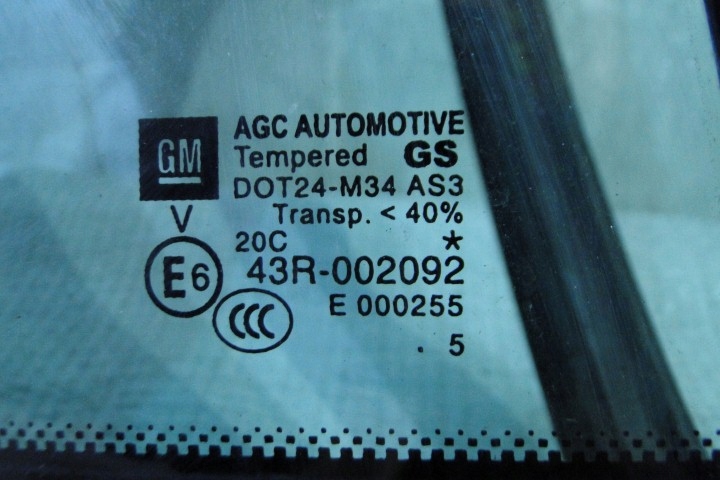 GM
AGC AUTOMOTIVE
Tempered GS
DOT24-M34 AS3
V Transp. < 40%
20C *
E6 43R-002092
CCC E 000255
. 5